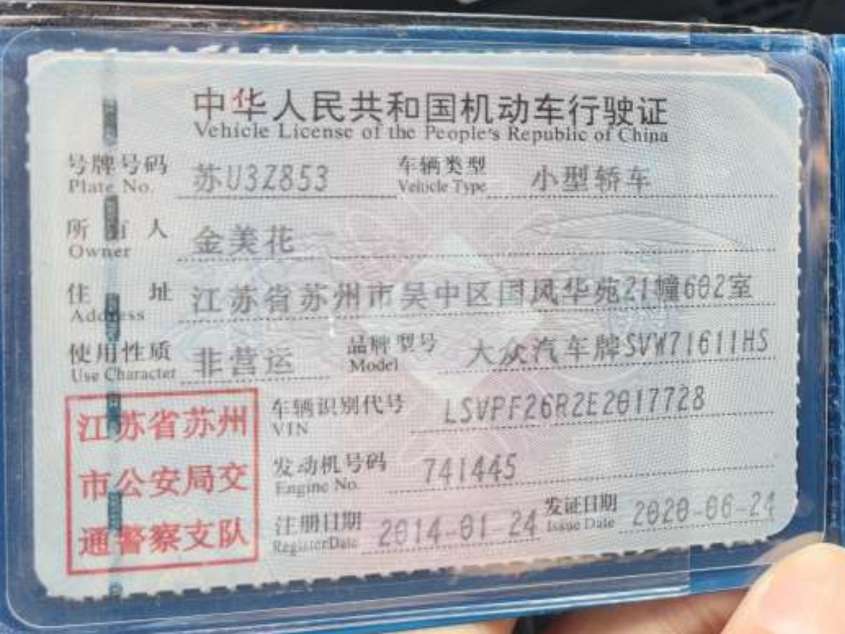 中华人民共和国机动车行驶证
Vehicle License of the People's Republic of China
号牌号码 苏U3Z853 车辆类型 小型轿车
Plate No. Vehicle Type
所有人 金美花
Owner
住址 江苏省苏州市吴中区国风华苑21幢602室
Address
使用性质 非营运 品牌型号 大众汽车牌SVW71611HS
Use Character Model
车辆识别代号 LSVPF26R2E2017728
VIN
发动机号码 741445
Engine No.
注册日期 2014-01-24 发证日期 2020-06-24
Register Date Issue Date
江苏省苏州
市公安局交
通警察支队